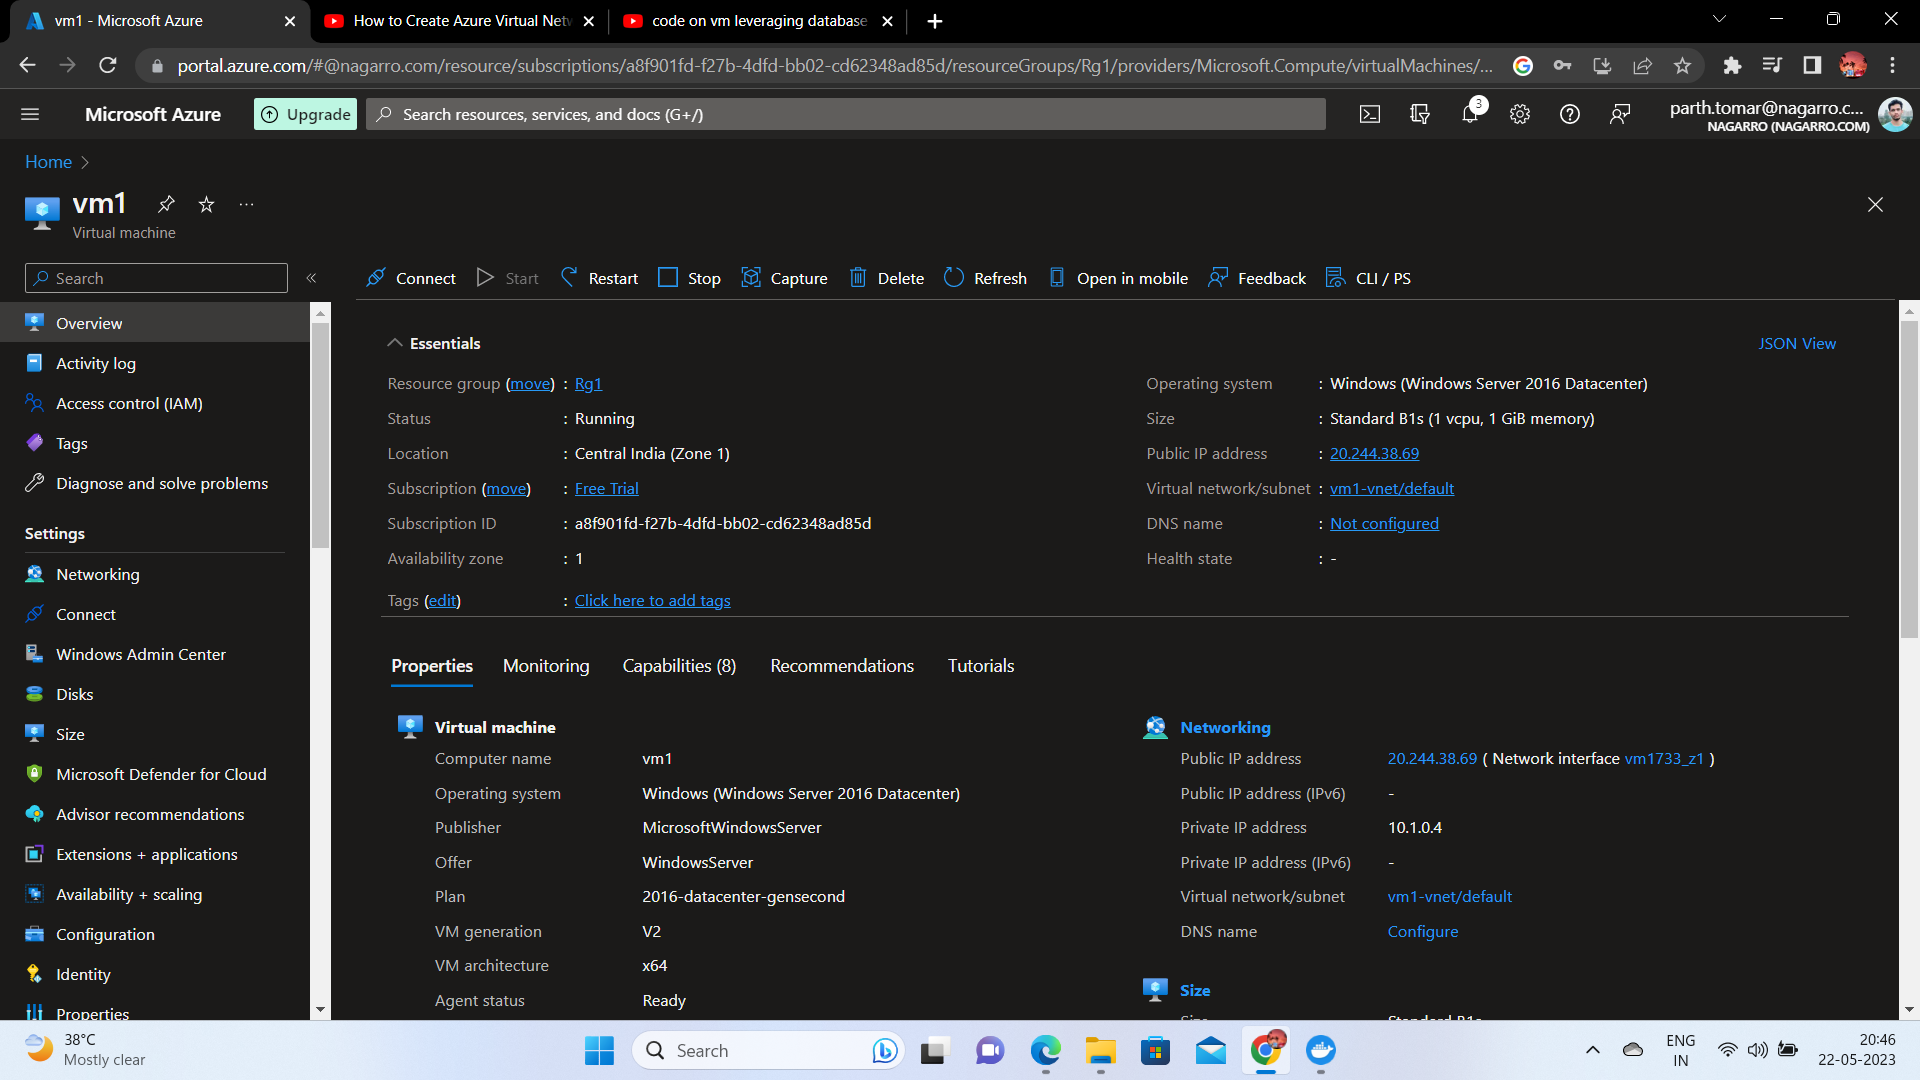 vm1 - Microsoft Azure
How to Create Azure Virtual Netw
code on vm leveraging database
portal.azure.com/#@nagarro.com/resource/subscriptions/a8f901fd-f27b-4dfd-bb02-cd62348ad85d/resourceGroups/Rg1/providers/Microsoft.Compute/virtualMachines/...
Microsoft Azure
Upgrade
Search resources, services, and docs (G+/)
3
parth.tomar@nagarro.c...
NAGARRO (NAGARRO.COM)
Home
vm1
Virtual machine
Search
Connect
Start
Restart
Stop
Capture
Delete
Refresh
Open in mobile
Feedback
CLI / PS
Overview
Activity log
Access control (IAM)
Tags
Diagnose and solve problems
Settings
Networking
Connect
Windows Admin Center
Disks
Size
Microsoft Defender for Cloud
Advisor recommendations
Extensions + applications
Availability + scaling
Configuration
Identity
Properties
Essentials
JSON View
Resource group (move) : Rg1
Status : Running
Location : Central India (Zone 1)
Subscription (move) : Free Trial
Subscription ID : a8f901fd-f27b-4dfd-bb02-cd62348ad85d
Availability zone : 1
Tags (edit) : Click here to add tags
Operating system : Windows (Windows Server 2016 Datacenter)
Size : Standard B1s (1 vcpu, 1 GiB memory)
Public IP address : 20.244.38.69
Virtual network/subnet : vm1-vnet/default
DNS name : Not configured
Health state : -
Properties
Monitoring
Capabilities (8)
Recommendations
Tutorials
Virtual machine
Computer name vm1
Operating system Windows (Windows Server 2016 Datacenter)
Publisher MicrosoftWindowsServer
Offer WindowsServer
Plan 2016-datacenter-gensecond
VM generation V2
VM architecture x64
Agent status Ready
Networking
Public IP address 20.244.38.69 ( Network interface vm1733_z1 )
Public IP address (IPv6) -
Private IP address 10.1.0.4
Private IP address (IPv6) -
Virtual network/subnet vm1-vnet/default
DNS name Configure
Size
Size Standard B1s
38°C
Mostly clear
Search
ENG
IN
20:46
22-05-2023